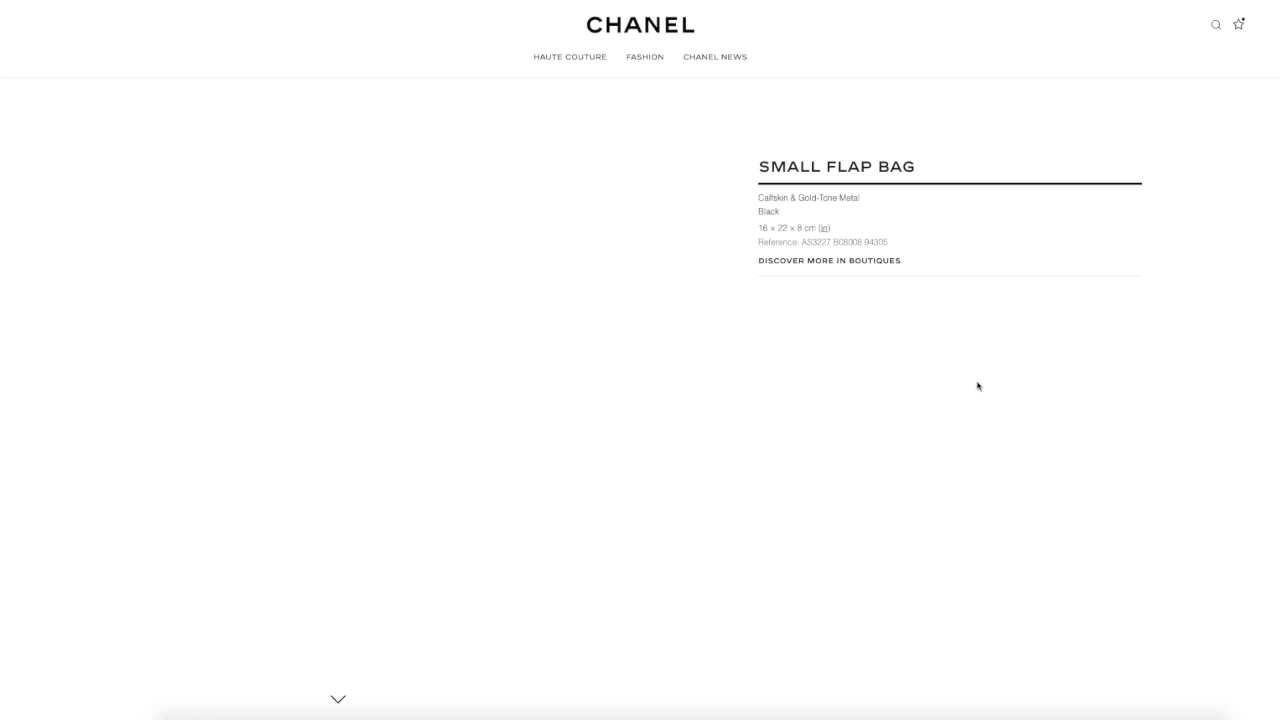 CHANEL
HAUTE COUTURE FASHION CHANEL NEWS
SMALL FLAP BAG
Calfskin & Gold-Tone Metal
Black
16 x 22 x 8 cm (in)
Reference: AS3227 B08008 94305
DISCOVER MORE IN BOUTIQUES